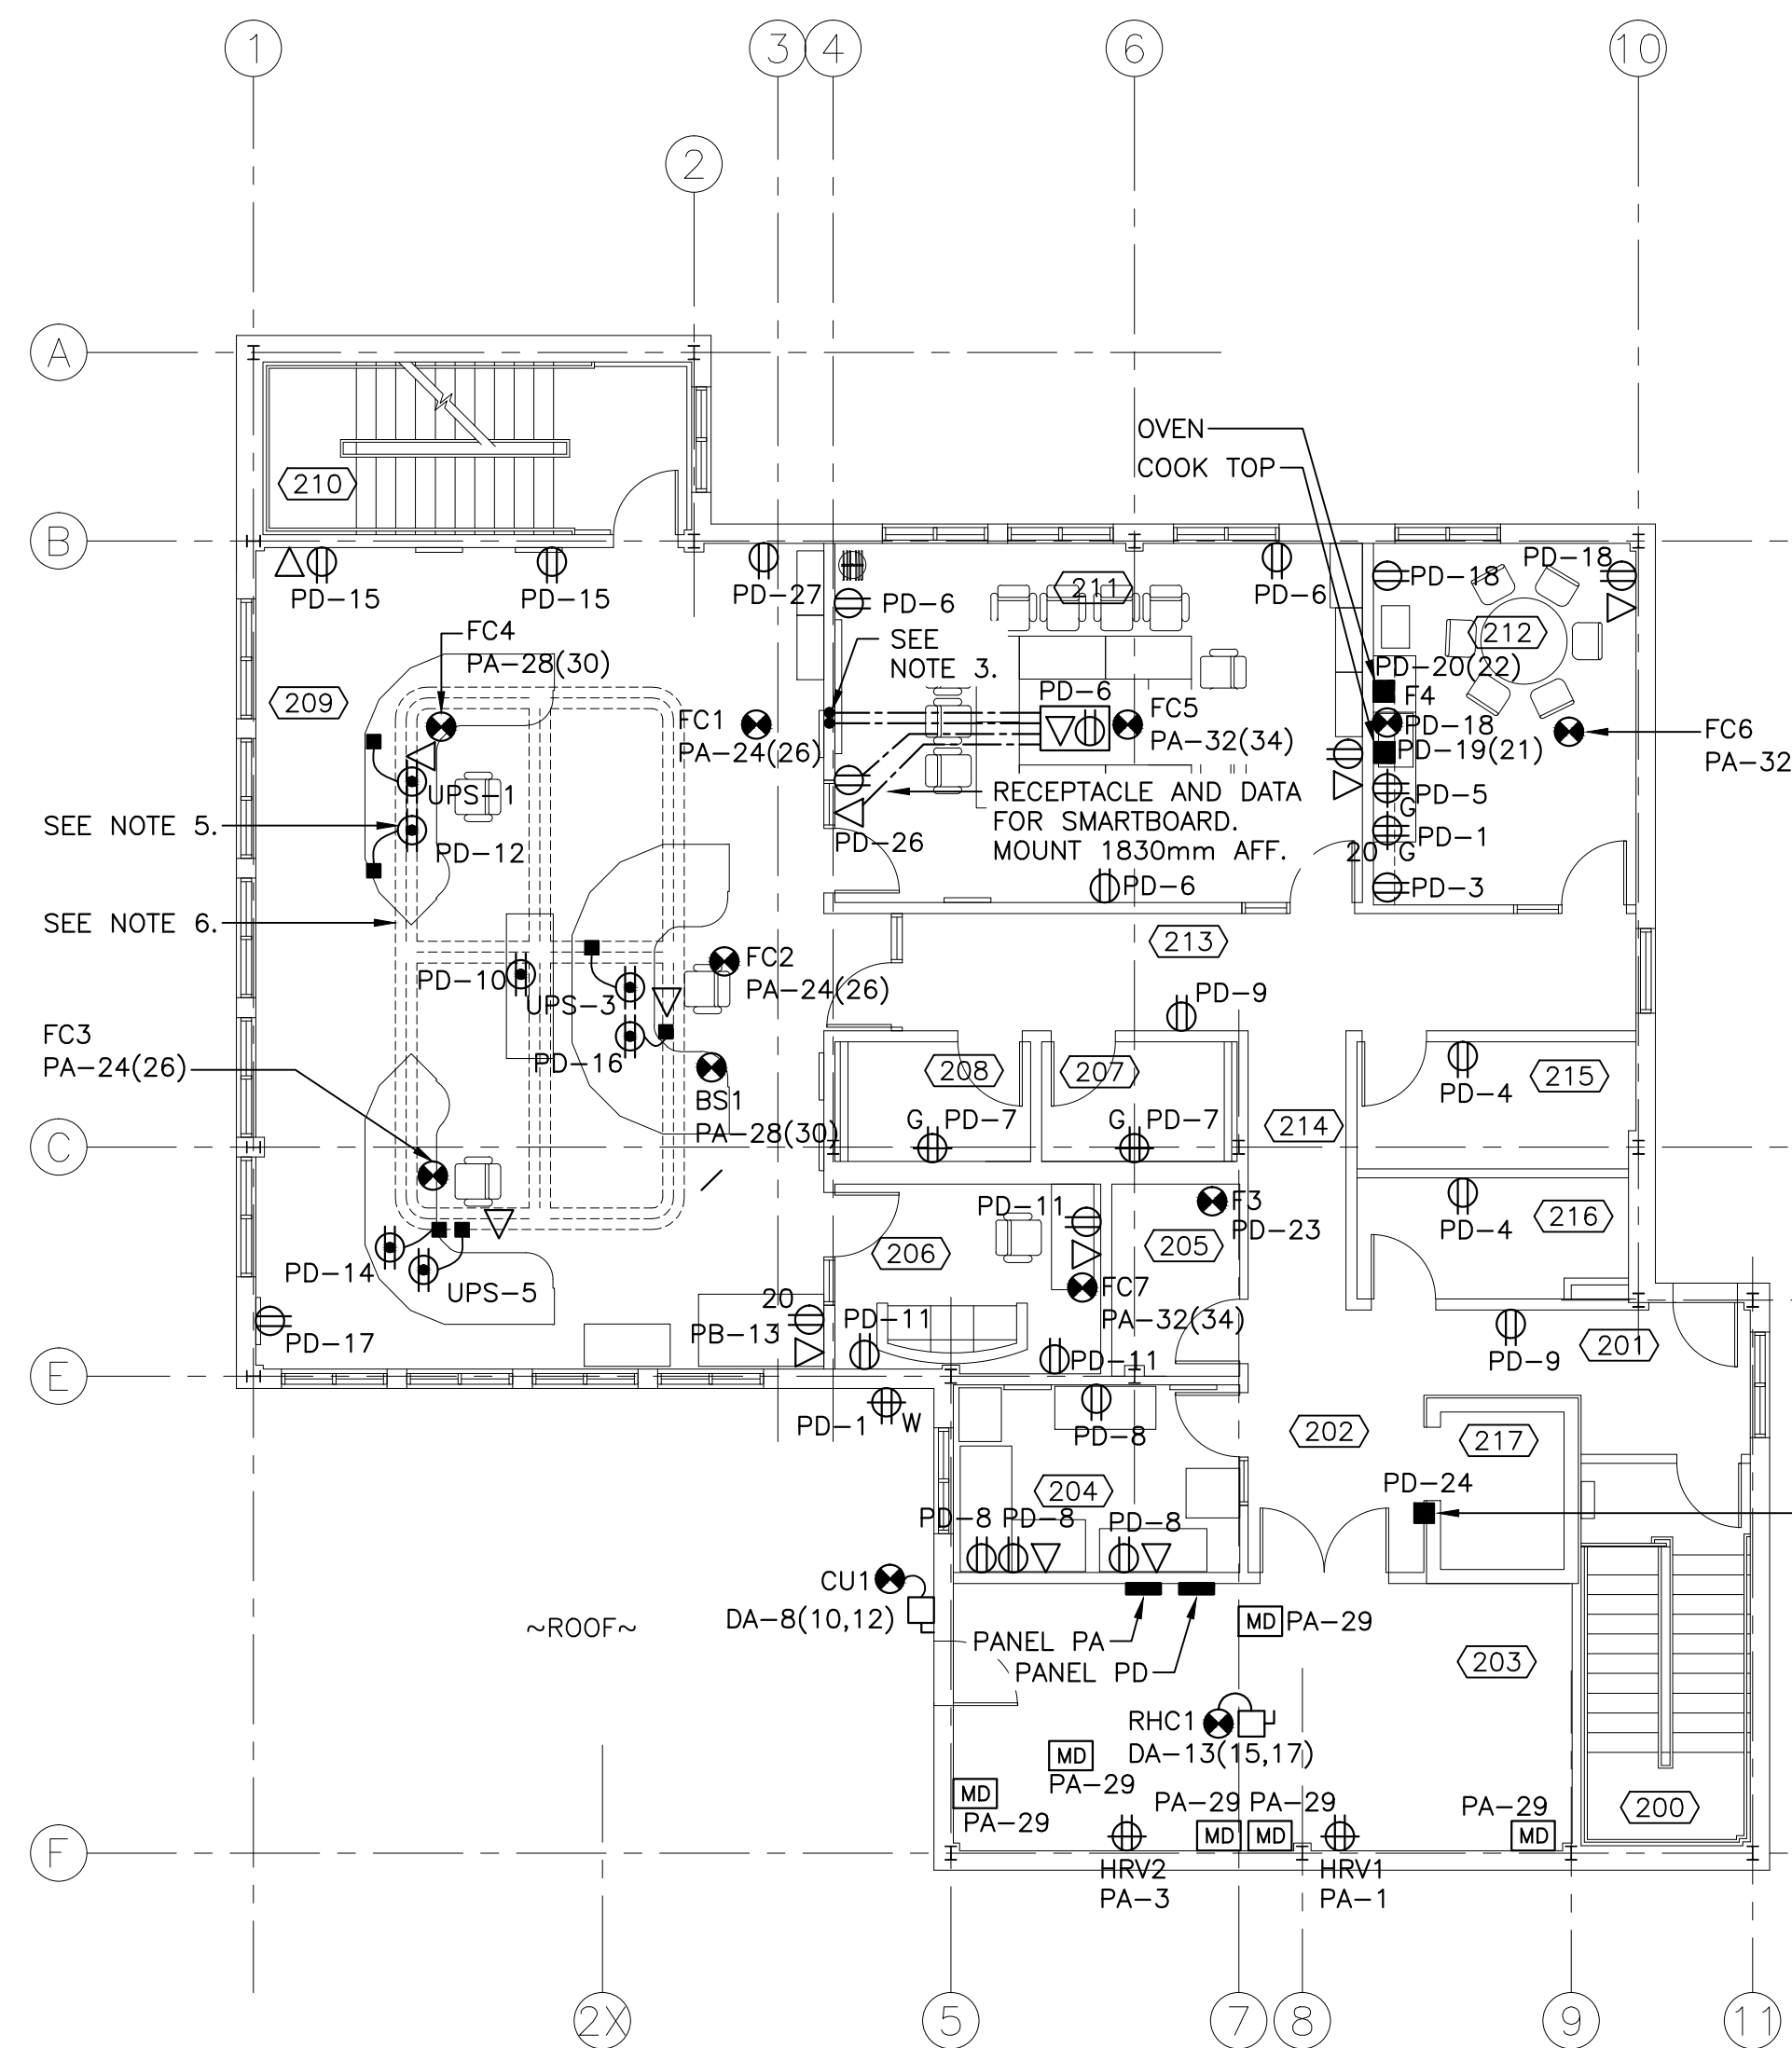 1
3
4
6
10
2
A
OVEN
COOK TOP
210
B
PD-15
PD-15
PD-27
PD-6
211
PD-6
PD-18
PD-18
212
FC4
PA-28(30)
SEE
NOTE 3.
209
PD-6
PD-20(22)
F4
FC1
PA-24(26)
FC5
PA-32(34)
PD-18
PD-19(21)
FC6
PA-32
UPS-1
RECEPTACLE AND DATA
FOR SMARTBOARD.
MOUNT 1830mm AFF.
PD-5
G
SEE NOTE 5.
PD-12
PD-26
PD-1
20 G
PD-6
PD-3
SEE NOTE 6.
213
FC2
PA-24(26)
PD-10
UPS-3
PD-9
FC3
PA-24(26)
PD-16
208
207
PD-4
215
BS1
PA-28(30)
G PD-7
G PD-7
214
C
PD-11
F3
PD-23
PD-4
216
206
205
PD-14
UPS-5
FC7
PA-32(34)
20
PB-13
PD-17
PD-11
PD-11
PD-9
201
E
PD-1
W
PD-8
202
217
204
PD-24
PD-8
PD-8
PD-8
CU1
DA-8(10,12)
~ROOF~
PANEL PA
PANEL PD
MD
PA-29
203
RHC1
DA-13(15,17)
MD
PA-29
MD
PA-29
PA-29
PA-29
PA-29
200
MD
MD
MD
F
HRV2
PA-3
HRV1
PA-1
2X
5
7
8
9
11